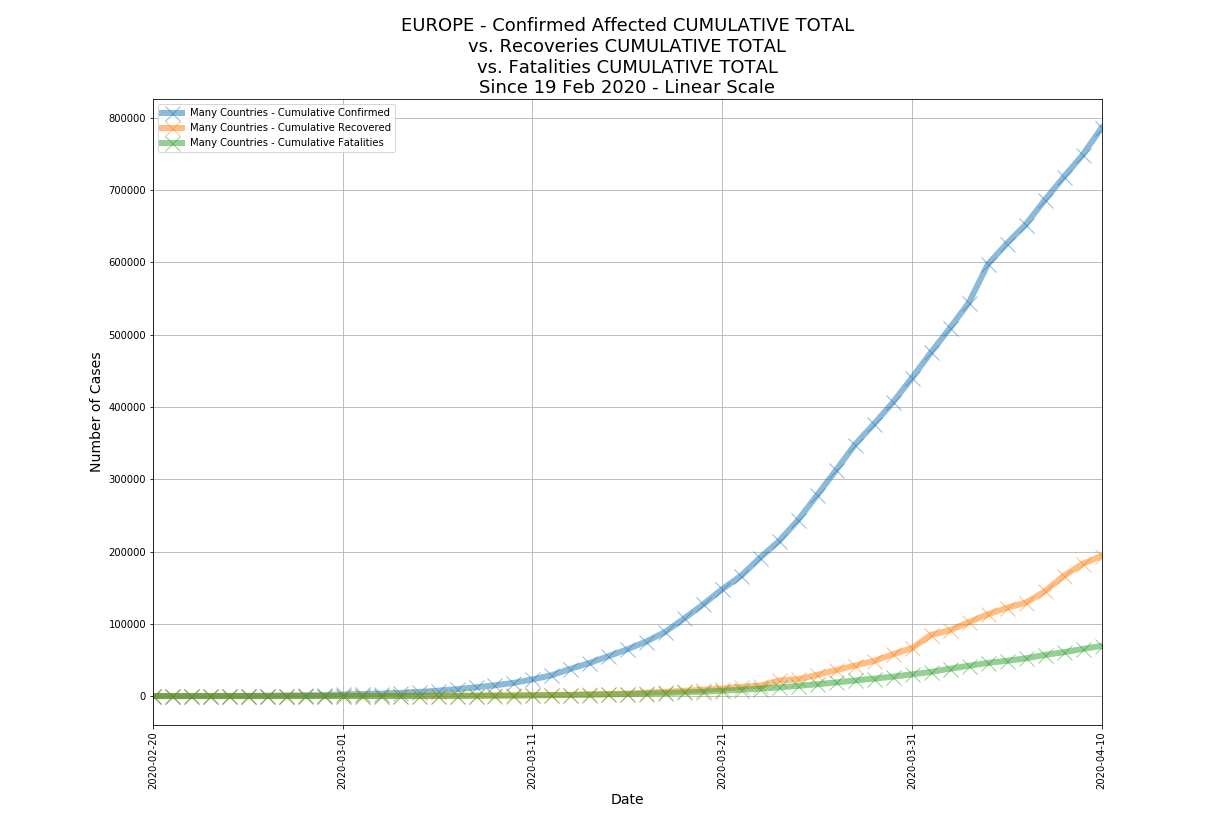 EUROPE - Confirmed Affected CUMULATIVE TOTAL
vs. Recoveries CUMULATIVE TOTAL
vs. Fatalities CUMULATIVE TOTAL
Since 19 Feb 2020 - Linear Scale
Many Countries - Cumulative Confirmed
Many Countries - Cumulative Recovered
Many Countries - Cumulative Fatalities
Number of Cases
800000
700000
600000
500000
400000
300000
200000
100000
0
2020-02-20
2020-03-01
2020-03-11
2020-03-21
2020-03-31
2020-04-10
Date